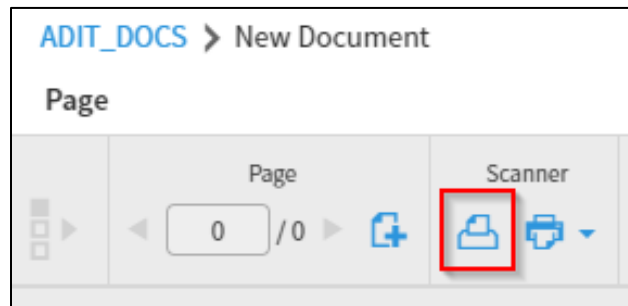 ADIT_DOCS > New Document
Page
Page
Scanner
0 / 0